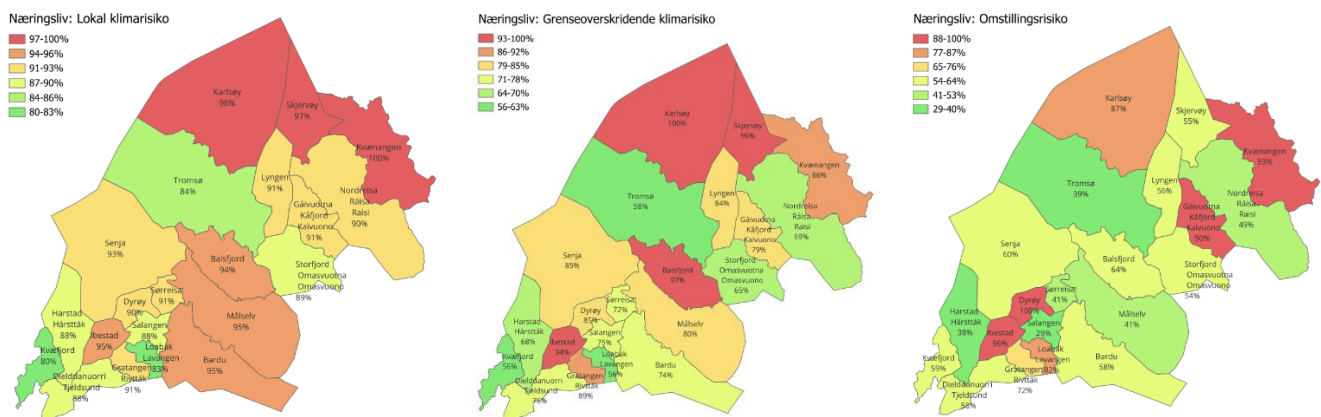 Næringsliv: Lokal klimarisiko
97-100%
94-96%
91-93%
87-90%
84-86%
80-83%
Karlsøy
98%
Skjervøy
97%
Kvænangen
100%
Tromsø
84%
Lyngen
91%
Nordreisa
Ráisa
Raisi
90%
Gáivuotna
Kåfjord
Kaivuono
91%
Senja
93%
Balsfjord
94%
Storfjord
Omasvuotna
Omasvuono
89%
Sørreisa
91%
Dyrøy
90%
Målselv
95%
Harstad
Hárstták
88%
Salangen
88%
Ibestad
95%
Kvæfjord
80%
Loabák
Lavangen
83%
Bardu
95%
Gratangen
Rivtták
91%
Dielddanuorri
Tjeldsund
88%
Næringsliv: Grenseoverskridende klimarisiko
93-100%
86-92%
79-85%
71-78%
64-70%
56-63%
Karlsøy
100%
Skjervøy
96%
Kvænangen
86%
Tromsø
58%
Lyngen
84%
Nordreisa
Ráisa
Raisi
69%
Gáivuotna
Kåfjord
Kaivuono
79%
Senja
85%
Balsfjord
97%
Storfjord
Omasvuotna
Omasvuono
65%
Sørreisa
72%
Dyrøy
85%
Målselv
80%
Harstad
Hárstták
68%
Salangen
75%
Ibestad
94%
Kvæfjord
56%
Loabák
Lavangen
56%
Bardu
74%
Gratangen
Rivtták
89%
Dielddanuorri
Tjeldsund
76%
Næringsliv: Omstillingsrisiko
88-100%
77-87%
65-76%
54-64%
41-53%
29-40%
Karlsøy
87%
Skjervøy
55%
Kvænangen
93%
Tromsø
39%
Lyngen
56%
Nordreisa
Ráisa
Raisi
49%
Gáivuotna
Kåfjord
Kaivuono
90%
Senja
60%
Balsfjord
64%
Storfjord
Omasvuotna
Omasvuono
54%
Sørreisa
41%
Dyrøy
100%
Målselv
41%
Harstad
Hárstták
38%
Salangen
29%
Ibestad
96%
Kvæfjord
59%
Loabák
Lavangen
82%
Bardu
58%
Gratangen
Rivtták
72%
Dielddanuorri
Tjeldsund
58%